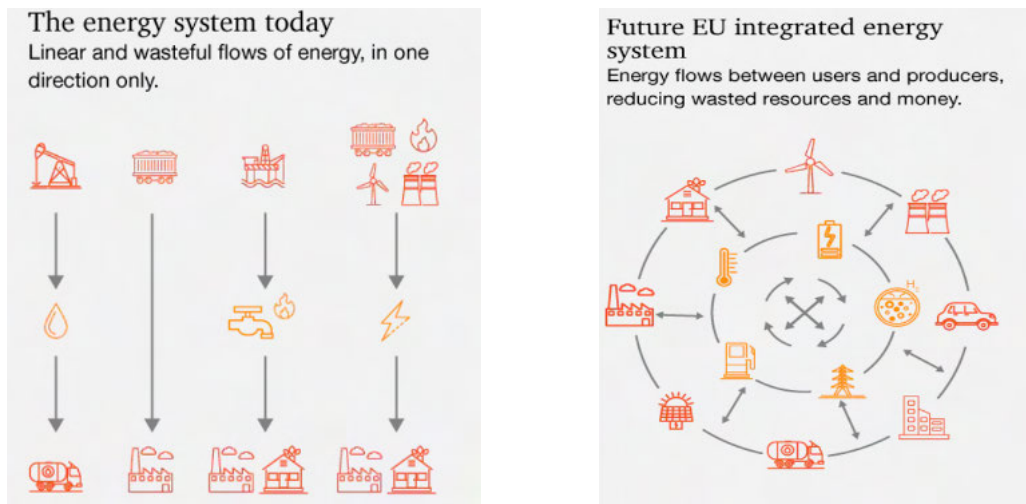 The energy system today
Linear and wasteful flows of energy, in one
direction only.
Future EU integrated energy
system
Energy flows between users and producers,
reducing wasted resources and money.
H₂